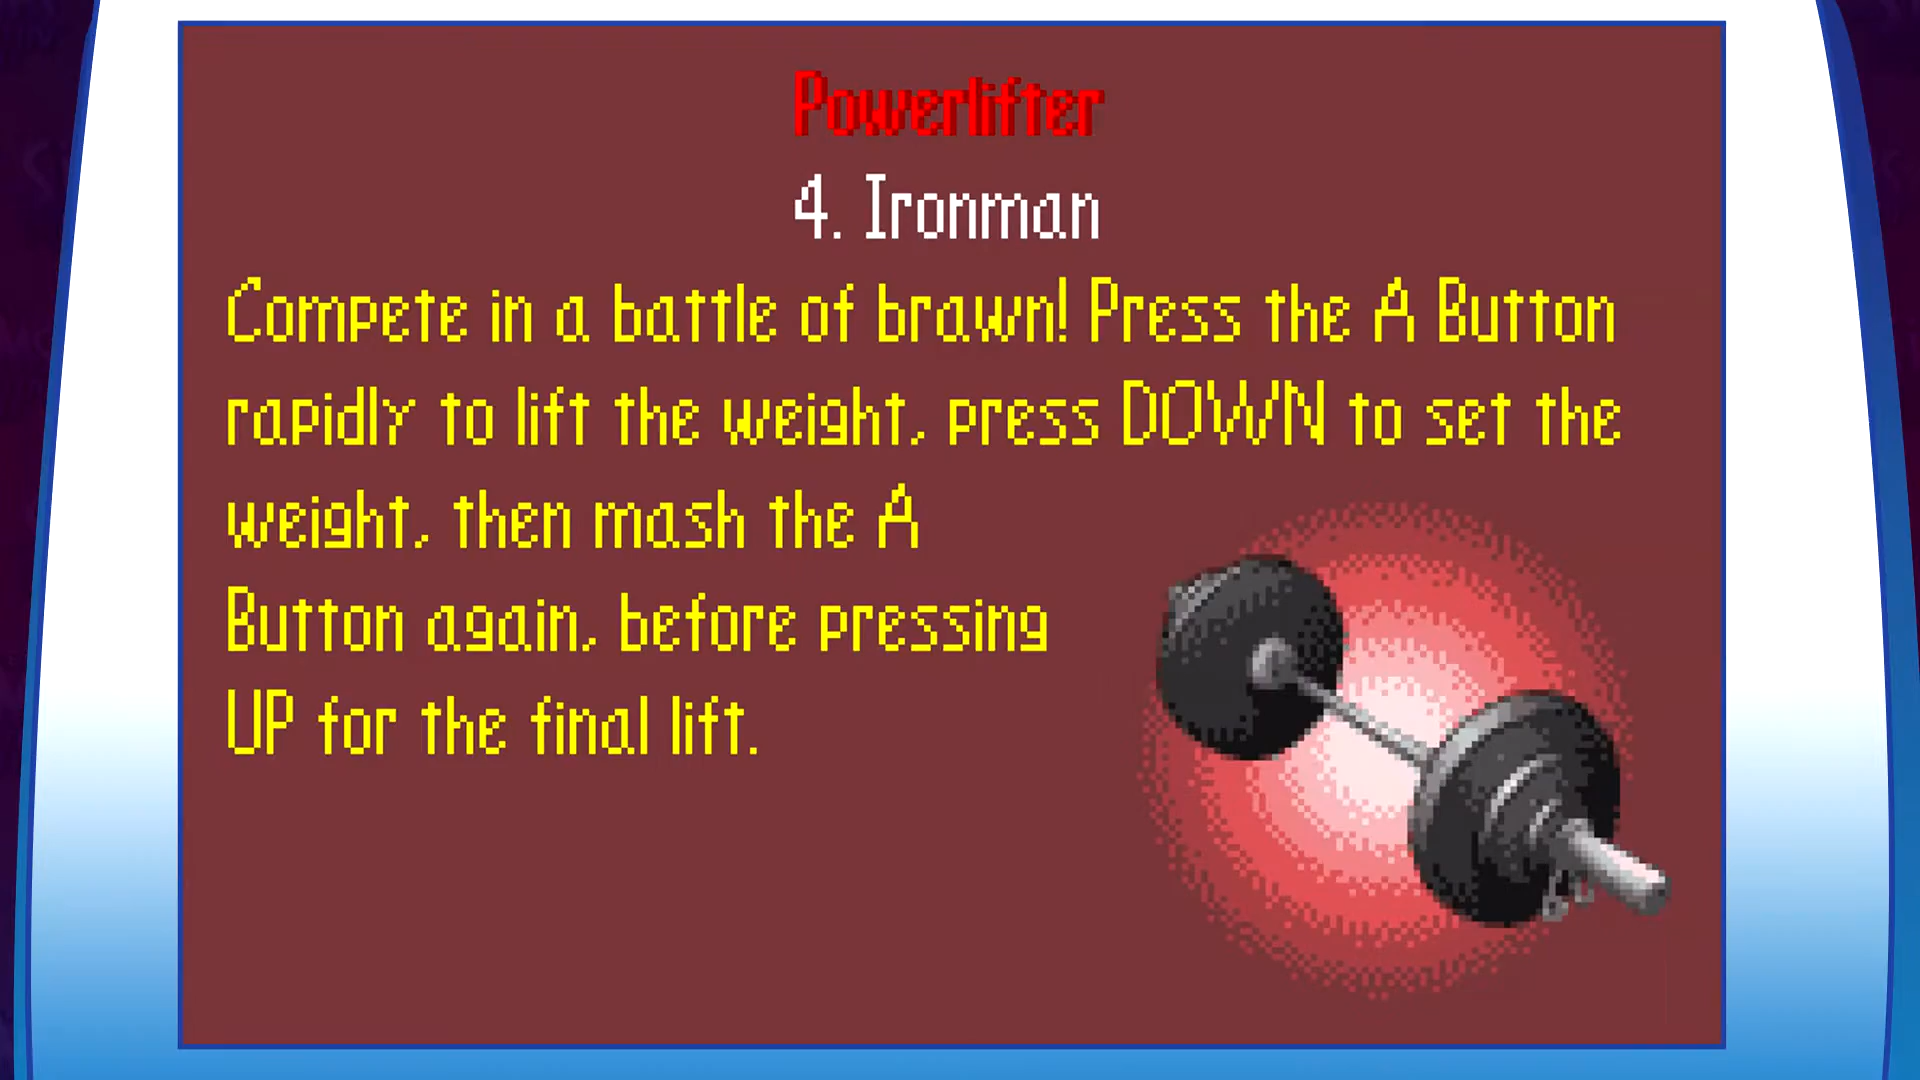 Powerlifter
4. Ironman
Compete in a battle of brawn! Press the A Button
rapidly to lift the weight, press DOWN to set the
weight, then mash the A
Button again, before pressing
UP for the final lift.